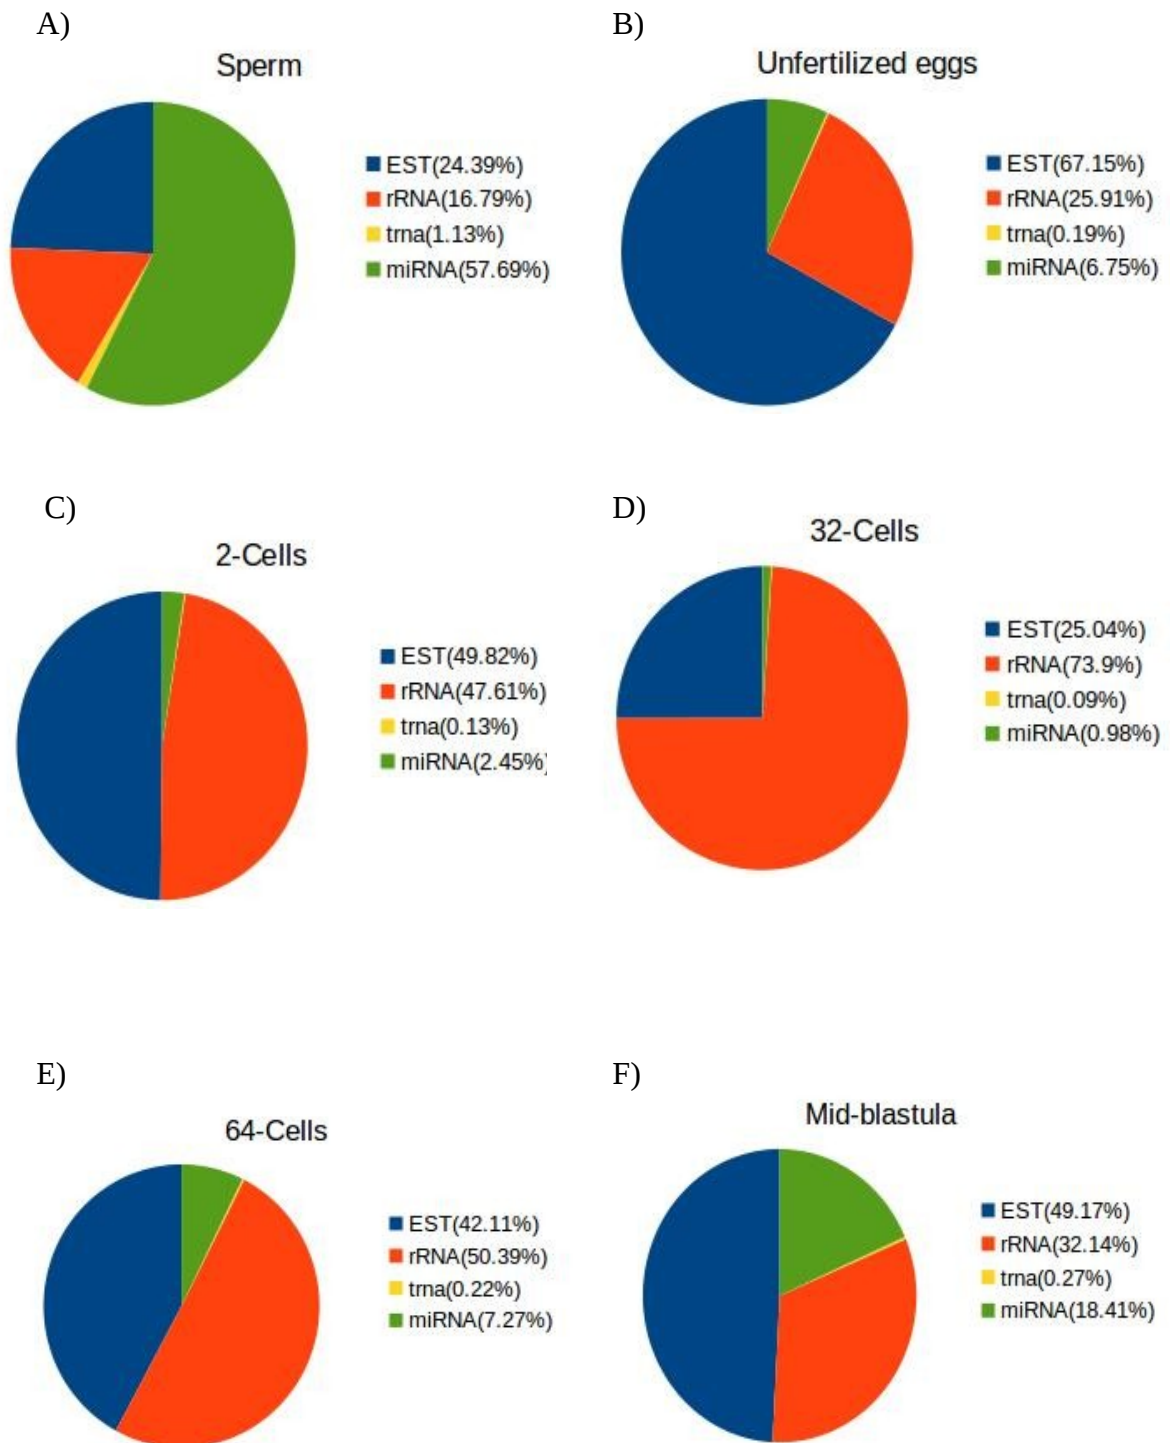 A)
Sperm
EST(24.39%)
rRNA(16.79%)
trna(1.13%)
miRNA(57.69%)
B)
Unfertilized eggs
EST(67.15%)
rRNA(25.91%)
trna(0.19%)
miRNA(6.75%)
C)
2-Cells
EST(49.82%)
rRNA(47.61%)
trna(0.13%)
miRNA(2.45%)
D)
32-Cells
EST(25.04%)
rRNA(73.9%)
trna(0.09%)
miRNA(0.98%)
E)
64-Cells
EST(42.11%)
rRNA(50.39%)
trna(0.22%)
miRNA(7.27%)
F)
Mid-blastula
EST(49.17%)
rRNA(32.14%)
trna(0.27%)
miRNA(18.41%)